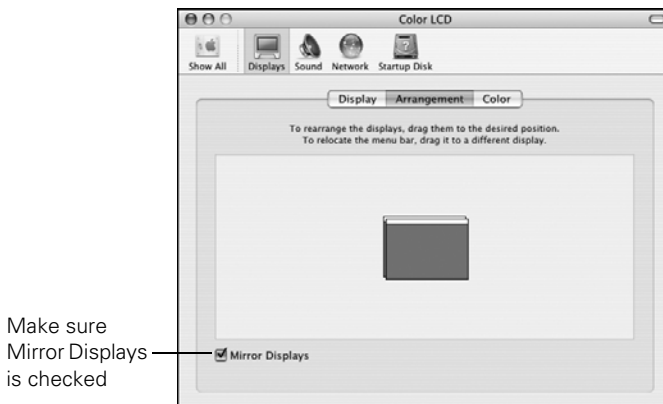 Color LCD
Show All Displays Sound Network Startup Disk
Display Arrangement Color
To rearrange the displays, drag them to the desired position.
To relocate the menu bar, drag it to a different display.
Make sure
Mirror Displays
is checked
Mirror Displays